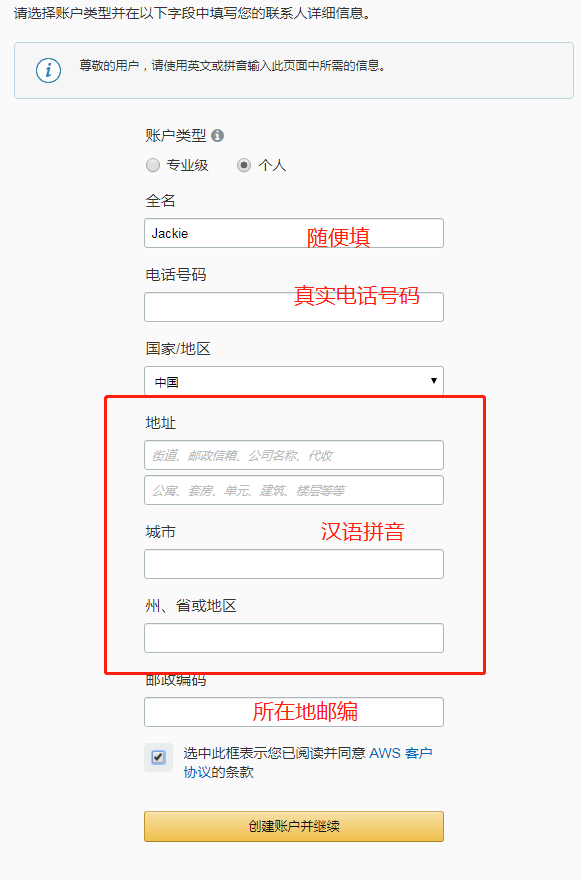 请选择账户类型并在以下字段中填写您的联系人详细信息。
尊敬的用户，请使用英文或拼音输入此页面中所需的信息。
账户类型
专业级 个人
全名
Jackie
随便填
电话号码
真实电话号码
国家/地区
中国
地址
街道、邮政信箱、公司名称、代收
公寓、套房、单元、建筑、楼层等等
城市
汉语拼音
州、省或地区
邮政编码
所在地邮编
选中此框表示您已阅读并同意 AWS 客户
协议的条款
创建账户并继续